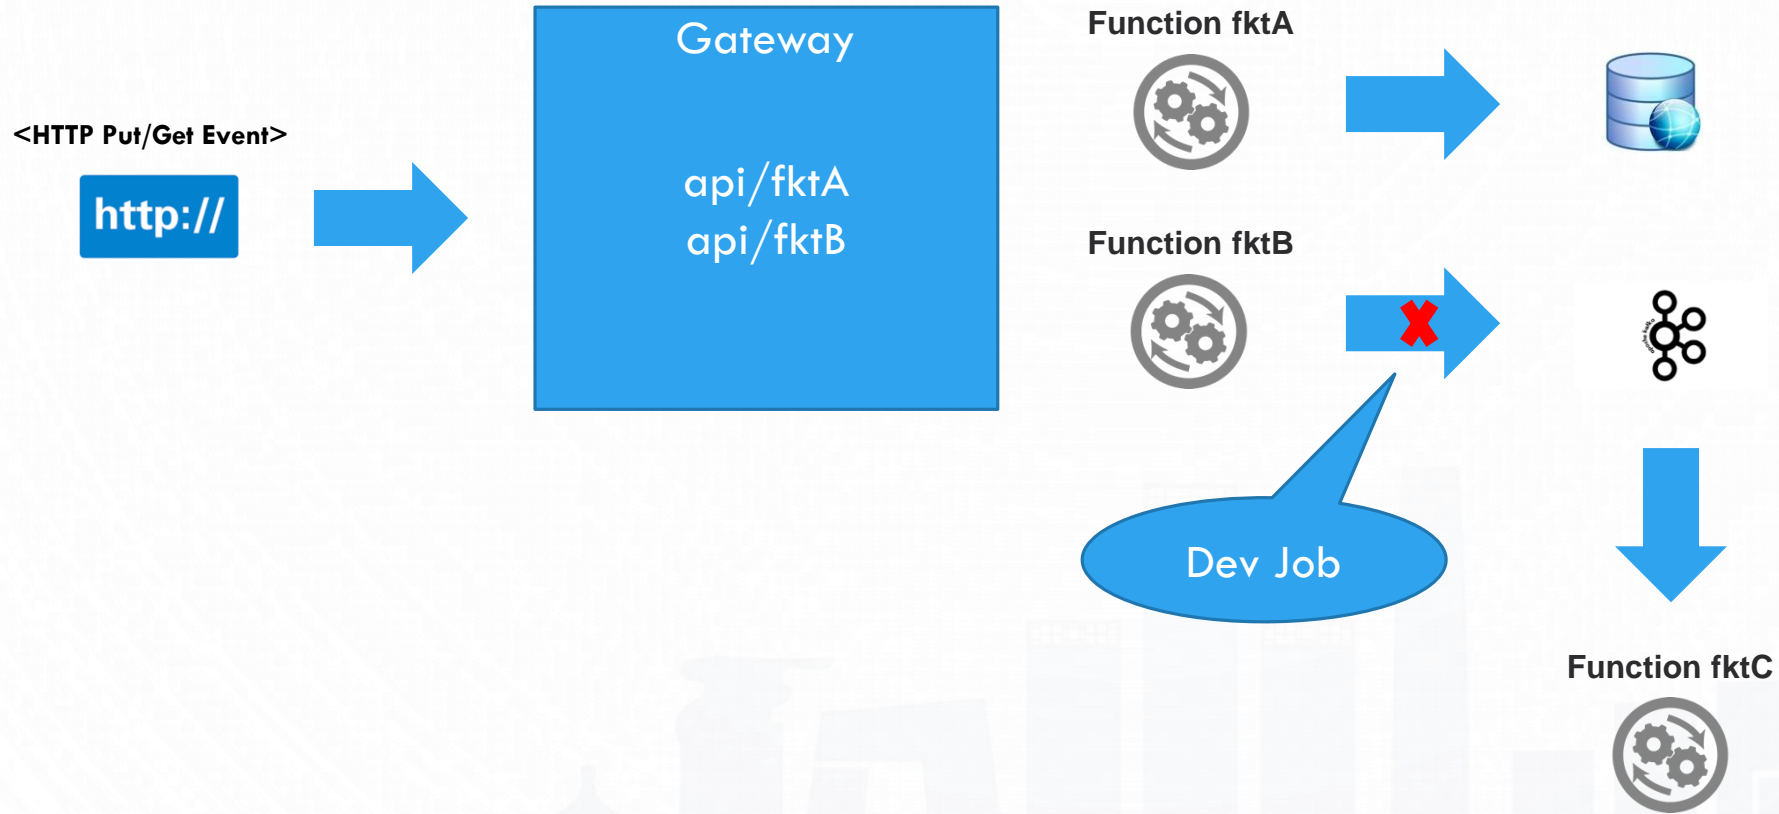 <HTTP Put/Get Event>
http://
Gateway
api/fktA
api/fktB
Function fktA
Function fktB
Dev Job
Function fktC